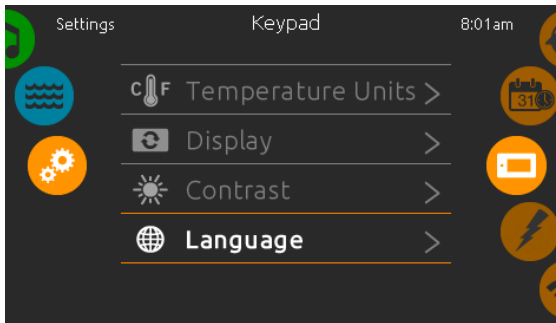 Settings
Keypad
8:01am
C F Temperature Units
31
Display
Contrast
Language